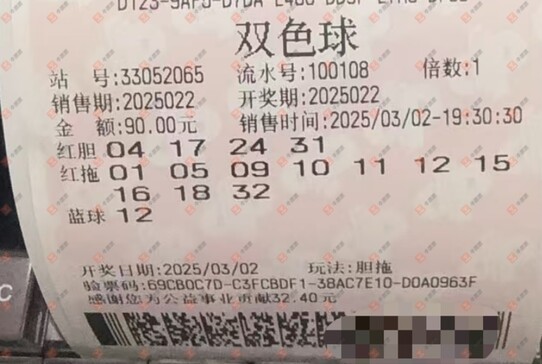 双色球
站 号:33052065 流水号:100108 倍数:1
销售期:2025022 开奖期:2025022
金 额:90.00元 销售时间:2025/03/02-19:30:30
红胆 04 17 24 31
红拖 01 05 09 10 11 12 15
16 18 32
蓝球 12
开奖日期:2025/03/02 玩法:胆拖
验票码:69CB0C7D-C3FCBDF1-38AC7E10-D0A0963F
感谢您为公益事业贡献32.40元
C